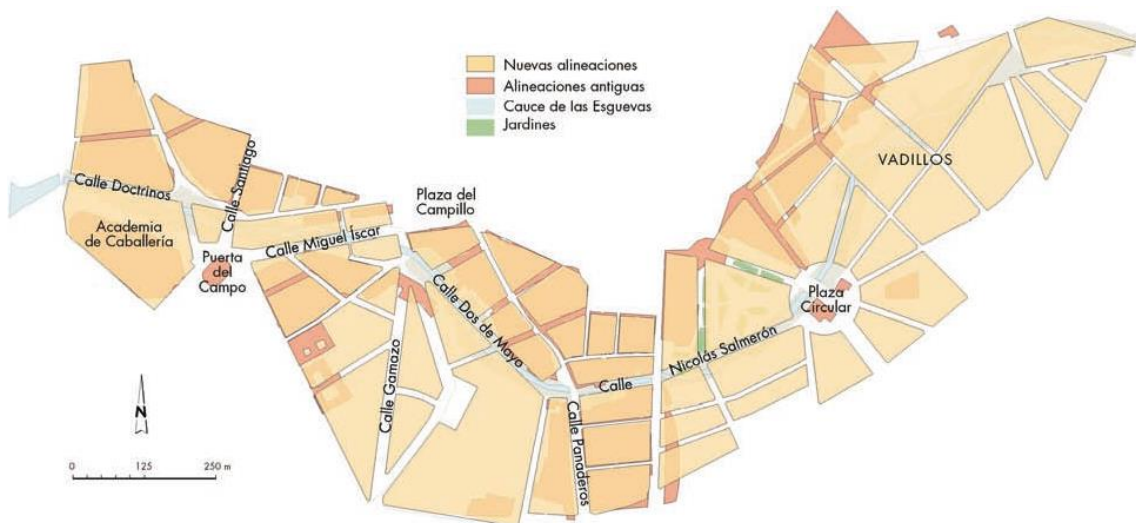 Nuevas alineaciones
Alineaciones antiguas
Cauce de las Esguevas
Jardines
VADILLOS
Calle Doctrinos
Calle Santiago
Plaza del
Campillo
Academia
de Caballería
Calle Miguel Íscar
Puerta
del
Campo
Plaza
Circular
Calle Dos de Mayo
Calle Gamazo
Calle Nicolás Salmerón
Calle Panaderos
N
0 125 250 m